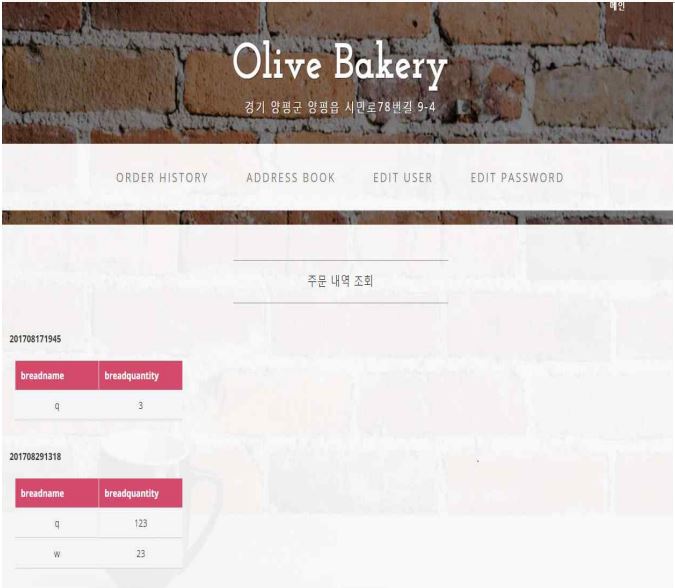 메인
Olive Bakery
경기 양평군 양평읍 시민로78번길 9-4
ORDER HISTORY ADDRESS BOOK EDIT USER EDIT PASSWORD
주문 내역 조회
201708171945
breadname breadquantity
q 3
201708291318
breadname breadquantity
q 123
w 23